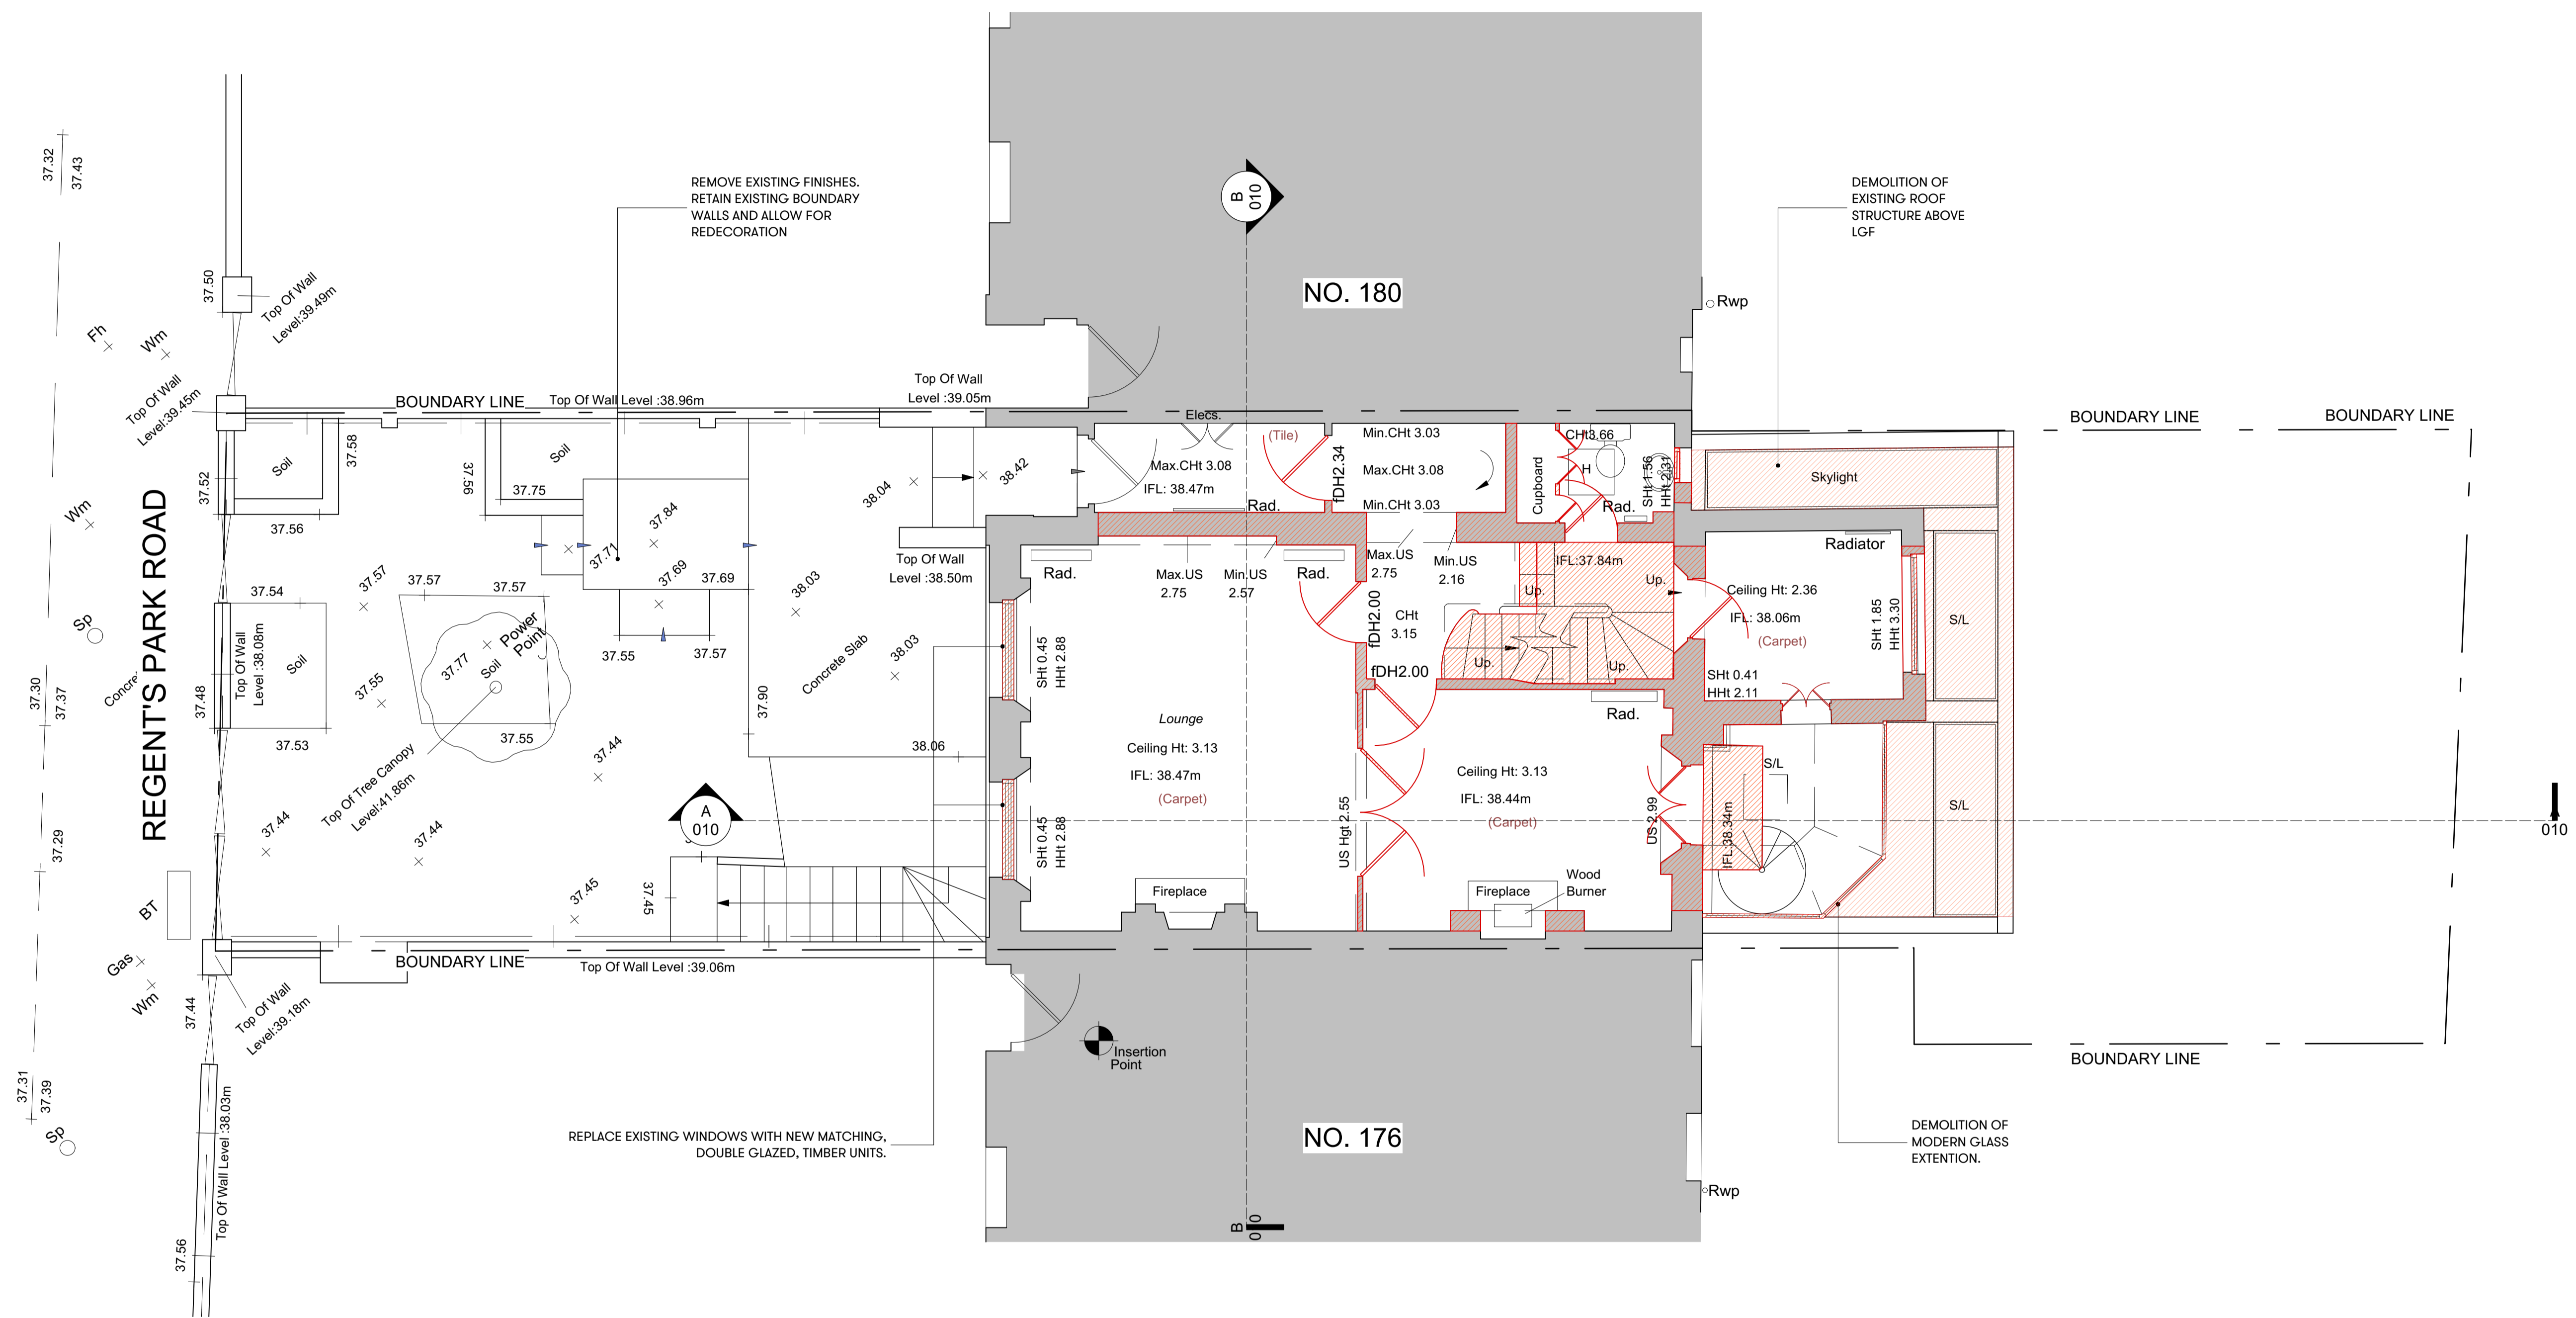 REMOVE EXISTING FINISHES.
RETAIN EXISTING BOUNDARY
WALLS AND ALLOW FOR
REDECORATION
DEMOLITION OF
EXISTING ROOF
STRUCTURE ABOVE
LGF
B
010
NO. 180
Rwp
37.32
37.43
37.50
Top Of Wall
Level:39.49m
Fh
Wm
Top Of Wall
Level:39.45m
BOUNDARY LINE
Top Of Wall Level :38.96m
Top Of Wall
Level :39.05m
Elecs.
BOUNDARY LINE
BOUNDARY LINE
37.52
Soil
37.58
37.56
Soil
37.75
37.56
38.04
38.42
Max.CHt 3.08
IFL: 38.47m
Rad.
(Tile)
fDH2.34
Min.CHt 3.03
Max.CHt 3.08
Min.CHt 3.03
Cupboard
CHt3.66
H
Rad.
SHt 1.56
HHt 2.31
Skylight
Wm
REGENT'S PARK ROAD
37.84
37.71
37.69
37.69
37.57
37.57
37.57
37.54
Top Of Wall
Level :38.50m
38.03
Rad.
Max.US
2.75
Min.US
2.57
Rad.
Max.US
2.75
Min.US
2.16
IFL:37.84m
Up.
Up.
Radiator
Ceiling Ht: 2.36
IFL: 38.06m
(Carpet)
SHt 1.85
HHt 3.30
S/L
Sp
Top Of Wall
Level :38.08m
Soil
37.48
37.53
37.55
37.77
Soil
Power
Point
37.55
37.55
37.57
37.90
Concrete Slab
38.03
SHt 0.45
HHt 2.88
fDH2.00
CHt
3.15
fDH2.00
Up.
Up.
Rad.
SHt 0.41
HHt 2.11
37.30
37.37
Lounge
Ceiling Ht: 3.13
IFL: 38.47m
(Carpet)
38.06
37.44
Top Of Tree Canopy
Level:41.86m
Ceiling Ht: 3.13
IFL: 38.44m
(Carpet)
US Hgt 2.55
US 2.99
IFL:38.34m
S/L
S/L
A
010
010
37.29
37.44
37.44
SHt 0.45
HHt 2.88
Fireplace
Fireplace
Wood
Burner
BT
37.45
37.45
Gas
Wm
BOUNDARY LINE
Top Of Wall Level :39.06m
37.44
Top Of Wall
Level:39.18m
Insertion
Point
BOUNDARY LINE
37.31
37.39
Sp
Top Of Wall Level :38.03m
37.56
REPLACE EXISTING WINDOWS WITH NEW MATCHING,
DOUBLE GLAZED, TIMBER UNITS.
NO. 176
DEMOLITION OF
MODERN GLASS
EXTENTION.
Rwp
B